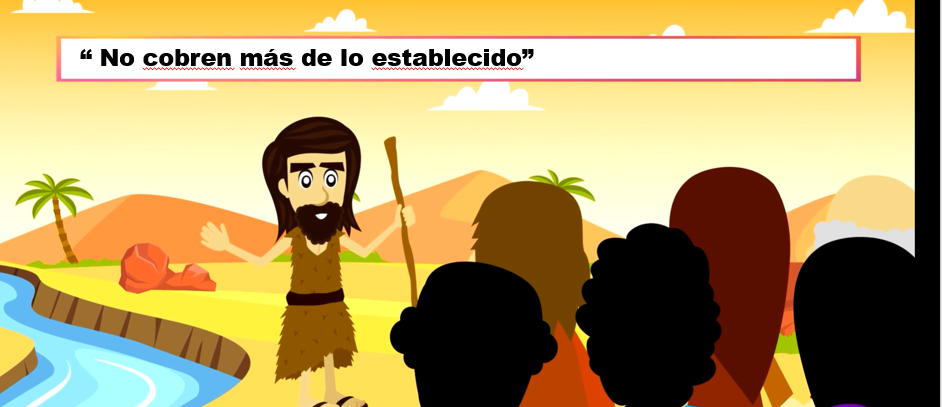 “ No cobren más de lo establecido”